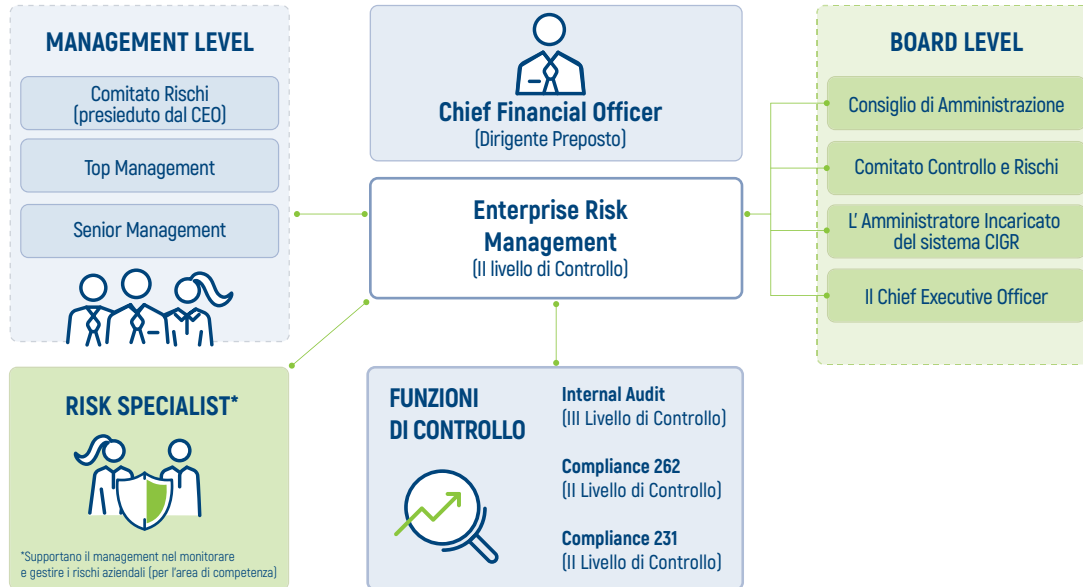 MANAGEMENT LEVEL
Comitato Rischi
(presieduto dal CEO)
Top Management
Senior Management
Chief Financial Officer
(Dirigente Preposto)
Enterprise Risk
Management
(II livello di Controllo)
BOARD LEVEL
Consiglio di Amministrazione
Comitato Controllo e Rischi
L' Amministratore Incaricato
del sistema CIGR
Il Chief Executive Officer
RISK SPECIALIST*
*Supportano il management nel monitorare
e gestire i rischi aziendali (per l'area di competenza)
FUNZIONI
DI CONTROLLO
Internal Audit
(III Livello di Controllo)
Compliance 262
(II Livello di Controllo)
Compliance 231
(II Livello di Controllo)